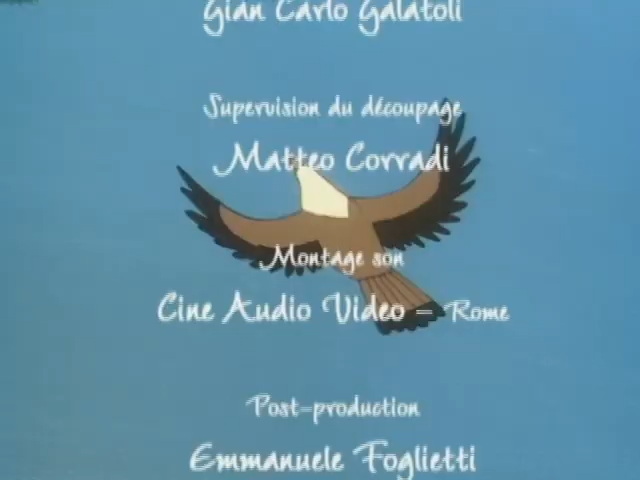 Gian Carlo Galatoli
Supervision du découpage
Matteo Corradi
Montage son
Cine Audio Video - Rome
Post-production
Emmanuele Foglietti